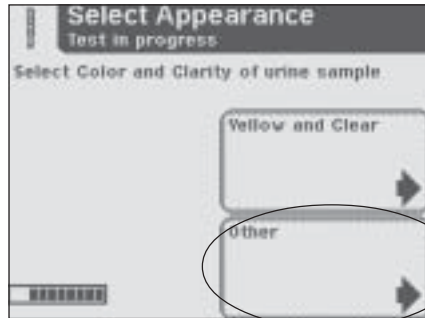 Select Appearance
Test in progress
Select Color and Clarity of urine sample
Yellow and Clear
Other